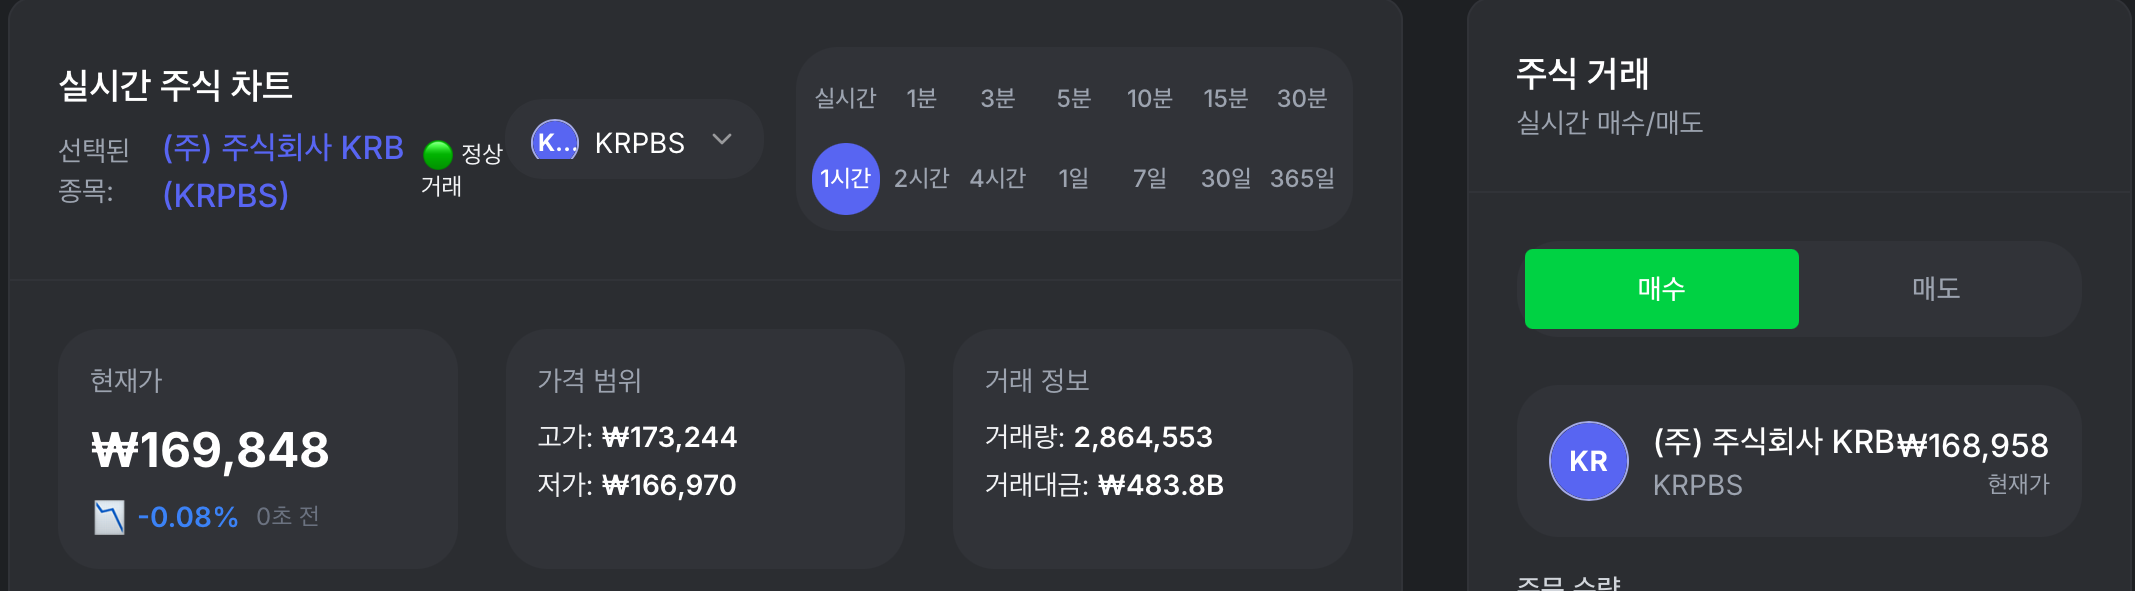 실시간 주식 차트
선택된 종목:
(주) 주식회사 KRB
(KRPBS)
정상
거래
K...
KRPBS
실시간 1분 3분 5분 10분 15분 30분
1시간 2시간 4시간 1일 7일 30일 365일
현재가
₩169,848
-0.08% 0초 전
가격 범위
고가: ₩173,244
저가: ₩166,970
거래 정보
거래량: 2,864,553
거래대금: ₩483.8B
주식 거래
실시간 매수/매도
매수 매도
KR
(주) 주식회사 KRB ₩168,958
KRPBS 현재가
주문 수량